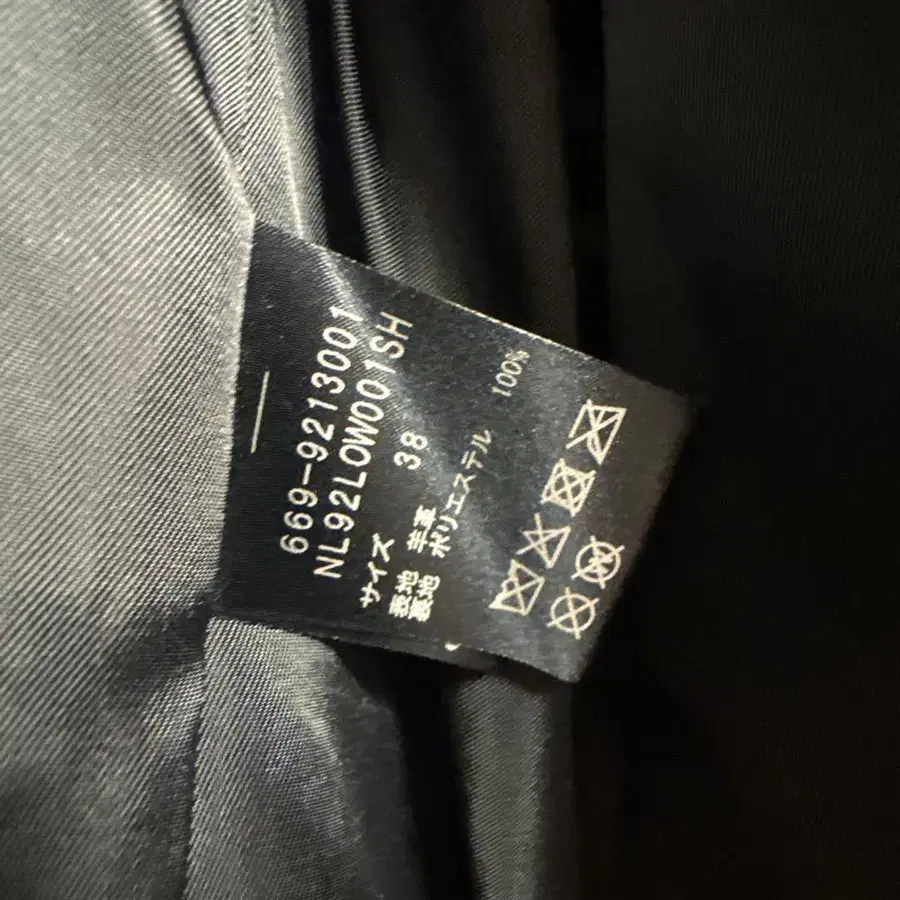 669-9213001
NL92LOW001SH
サイズ 38
表地 羊革
裏地 ポリエステル 100%